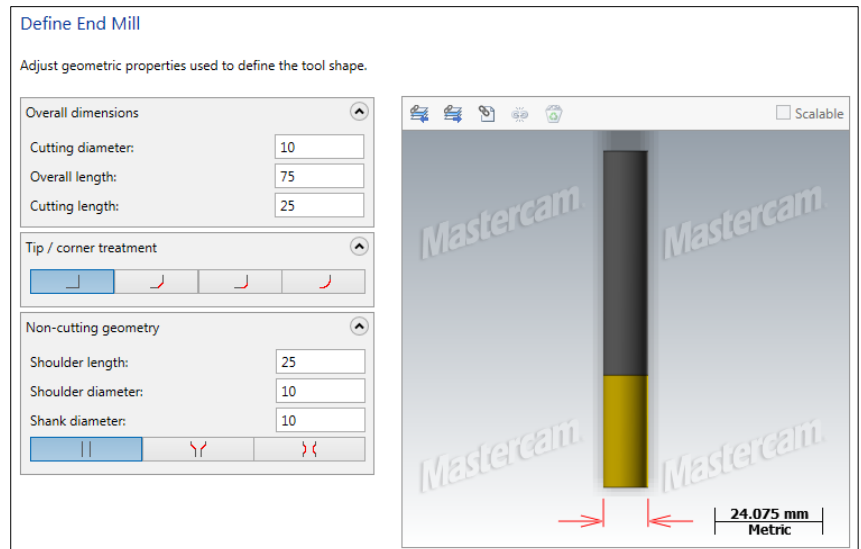 Define End Mill
Adjust geometric properties used to define the tool shape.
Overall dimensions
Cutting diameter: 10
Overall length: 75
Cutting length: 25
Tip / corner treatment
Non-cutting geometry
Shoulder length: 25
Shoulder diameter: 10
Shank diameter: 10
Scalable
Mastercam Mastercam
Mastercam Mastercam
24.075 mm
Metric